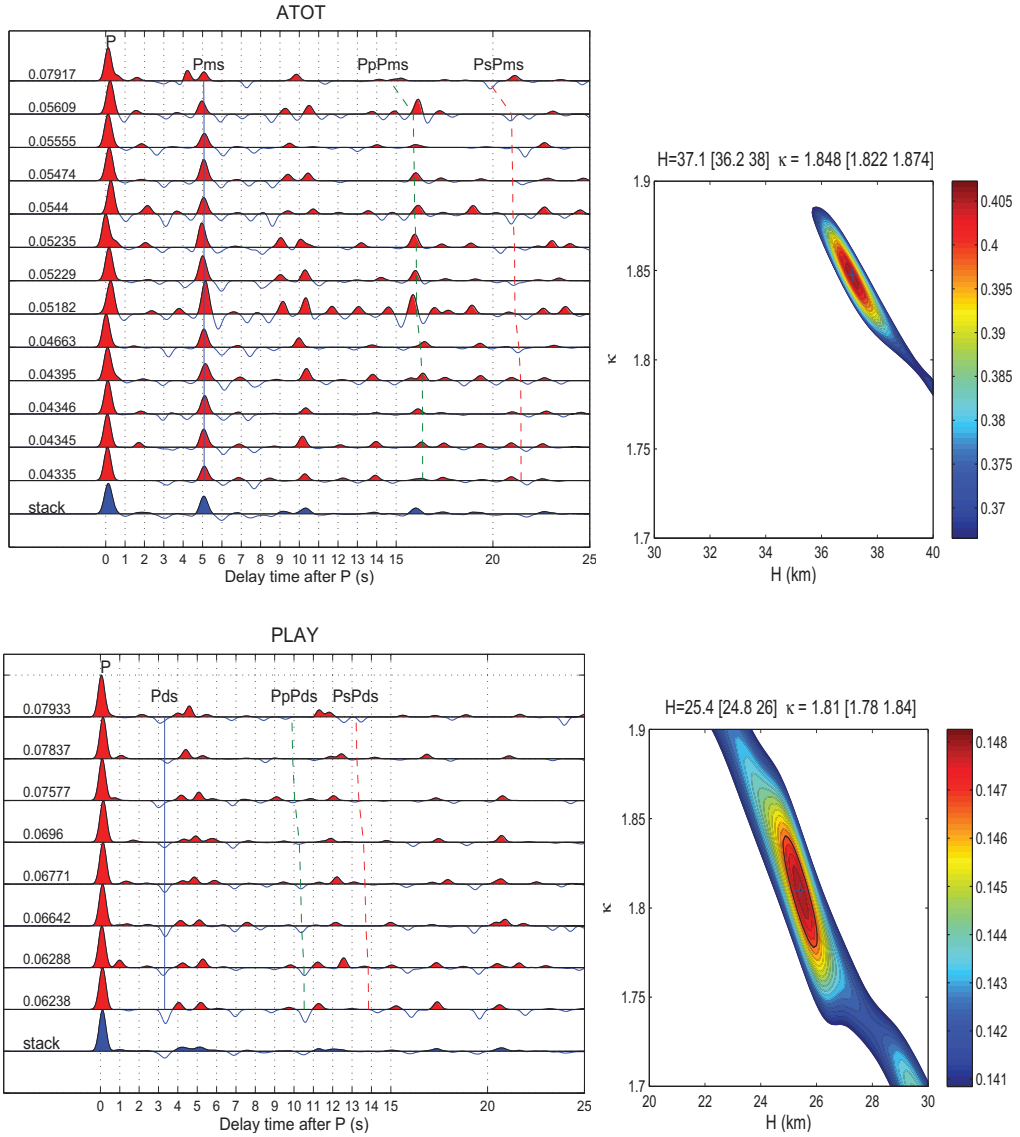 ATOT
P
Pms
PpPms
PsPms
0.07917
0.05609
0.05555
0.05474
0.0544
0.05235
0.05229
0.05182
0.04663
0.04395
0.04346
0.04345
0.04335
stack
0 1 2 3 4 5 6 7 8 9 10 11 12 13 14 15 20 25
Delay time after P (s)
H=37.1 [36.2 38] κ = 1.848 [1.822 1.874]
1.9
1.85
1.8
1.75
1.7
κ
30 32 34 36 38 40
H (km)
0.405
0.4
0.395
0.39
0.385
0.38
0.375
0.37
PLAY
P
Pds
PpPds
PsPds
0.07933
0.07837
0.07577
0.0696
0.06771
0.06642
0.06288
0.06238
stack
0 1 2 3 4 5 6 7 8 9 10 11 12 13 14 15 20 25
Delay time after P (s)
H=25.4 [24.8 26] κ = 1.81 [1.78 1.84]
1.9
1.85
1.8
1.75
1.7
κ
20 22 24 26 28 30
H (km)
0.148
0.147
0.146
0.145
0.144
0.143
0.142
0.141